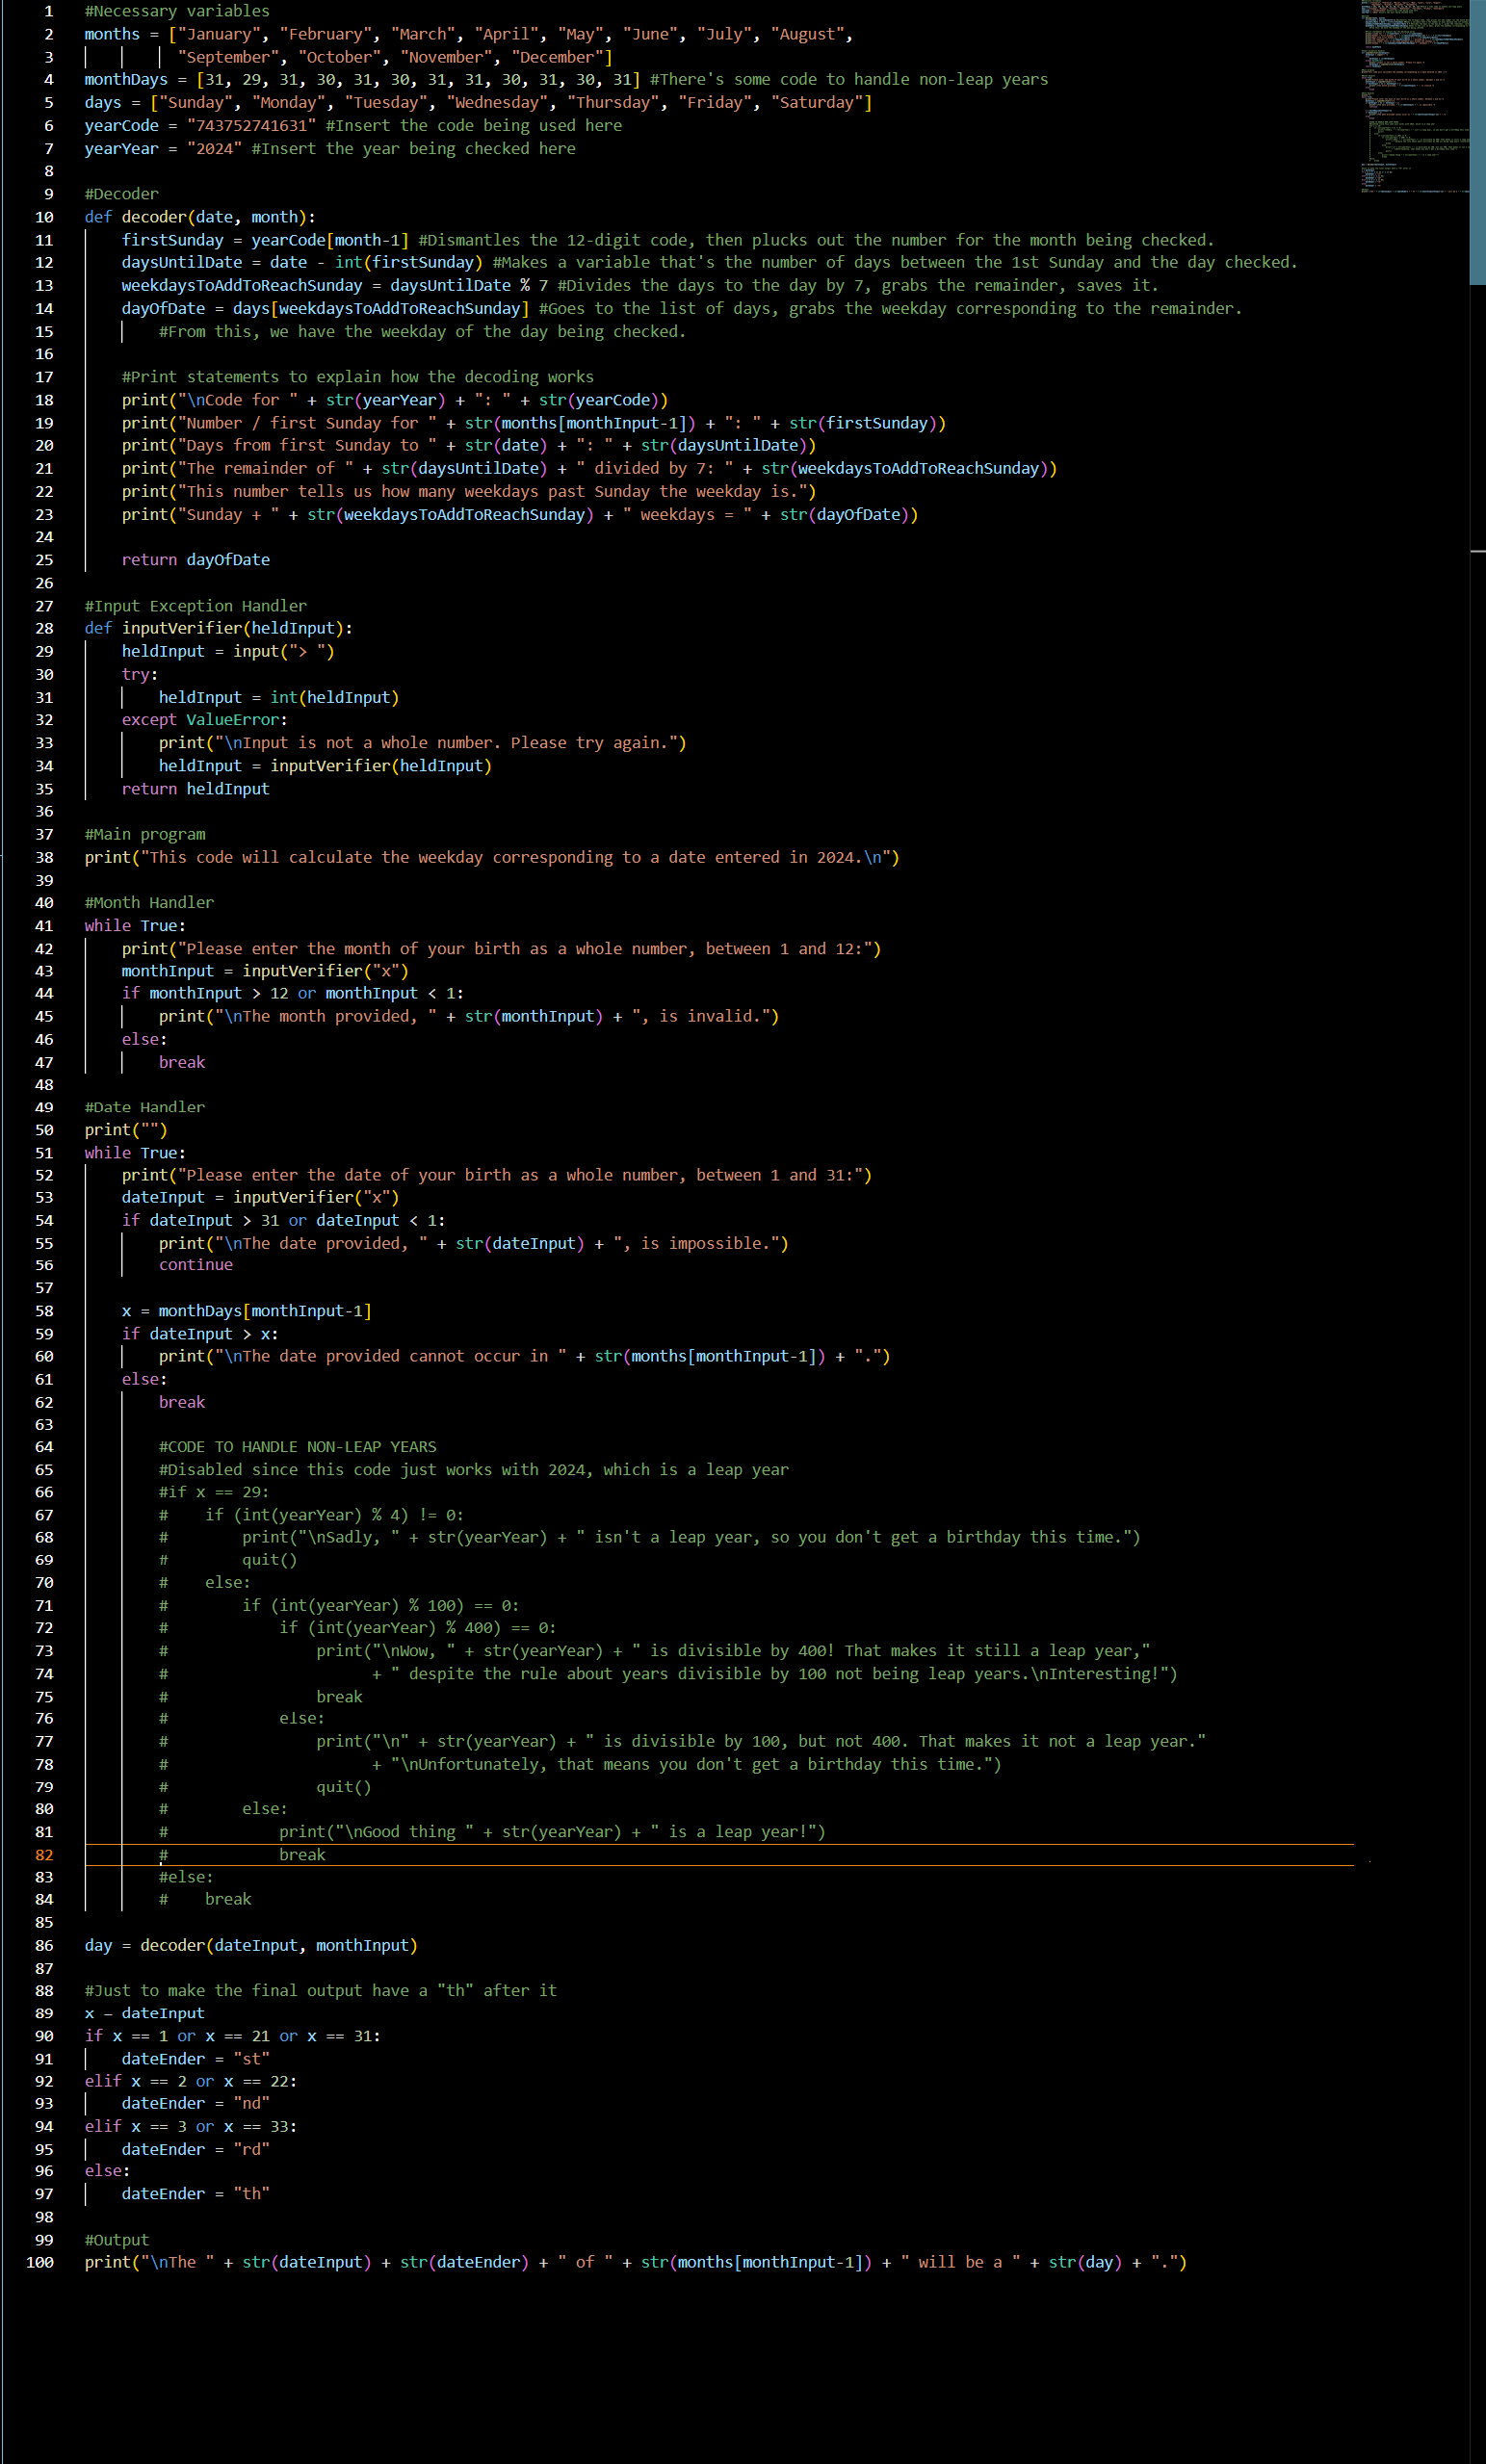 1 #Necessary variables
2 months = ["January", "February", "March", "April", "May", "June", "July", "August",
3 "September", "October", "November", "December"]
4 monthDays = [31, 29, 31, 30, 31, 30, 31, 31, 30, 31, 30, 31] #There's some code to handle non-leap years
5 days = ["Sunday", "Monday", "Tuesday", "Wednesday", "Thursday", "Friday", "Saturday"]
6 yearCode = "743752741631" #Insert the code being used here
7 yearYear = "2024" #Insert the year being checked here
8
9 #Decoder
10 def decoder(date, month):
11 firstSunday = yearCode[month-1] #Dismantles the 12-digit code, then plucks out the number for the month being checked.
12 daysUntilDate = date - int(firstSunday) #Makes a variable that's the number of days between the 1st Sunday and the day checked.
13 weekdaysToAddToReachSunday = daysUntilDate % 7 #Divides the days to the day by 7, grabs the remainder, saves it.
14 dayOfDate = days[weekdaysToAddToReachSunday] #Goes to the list of days, grabs the weekday corresponding to the remainder.
15 #From this, we have the weekday of the day being checked.
16
17 #Print statements to explain how the decoding works
18 print("\nCode for " + str(yearYear) + ": " + str(yearCode))
19 print("Number / first Sunday for " + str(months[monthInput-1]) + ": " + str(firstSunday))
20 print("Days from first Sunday to " + str(date) + ": " + str(daysUntilDate))
21 print("The remainder of " + str(daysUntilDate) + " divided by 7: " + str(weekdaysToAddToReachSunday))
22 print("This number tells us how many weekdays past Sunday the weekday is.")
23 print("Sunday + " + str(weekdaysToAddToReachSunday) + " weekdays = " + str(dayOfDate))
24
25 return dayOfDate
26
27 #Input Exception Handler
28 def inputVerifier(heldInput):
29 heldInput = input("> ")
30 try:
31 heldInput = int(heldInput)
32 except ValueError:
33 print("\nInput is not a whole number. Please try again.")
34 heldInput = inputVerifier(heldInput)
35 return heldInput
36
37 #Main program
38 print("This code will calculate the weekday corresponding to a date entered in 2024.\n")
39
40 #Month Handler
41 while True:
42 print("Please enter the month of your birth as a whole number, between 1 and 12:")
43 monthInput = inputVerifier("x")
44 if monthInput > 12 or monthInput < 1:
45 print("\nThe month provided, " + str(monthInput) + ", is invalid.")
46 else:
47 break
48
49 #Date Handler
50 print("")
51 while True:
52 print("Please enter the date of your birth as a whole number, between 1 and 31:")
53 dateInput = inputVerifier("x")
54 if dateInput > 31 or dateInput < 1:
55 print("\nThe date provided, " + str(dateInput) + ", is impossible.")
56 continue
57
58 x = monthDays[monthInput-1]
59 if dateInput > x:
60 print("\nThe date provided cannot occur in " + str(months[monthInput-1]) + ".")
61 else:
62 break
63
64 #CODE TO HANDLE NON-LEAP YEARS
65 #Disabled since this code just works with 2024, which is a leap year
66 #if x == 29:
67 # if (int(yearYear) % 4) != 0:
68 # print("\nSadly, " + str(yearYear) + " isn't a leap year, so you don't get a birthday this time.")
69 # quit()
70 # else:
71 # if (int(yearYear) % 100) == 0:
72 # if (int(yearYear) % 400) == 0:
73 # print("\nWow, " + str(yearYear) + " is divisible by 400! That makes it still a leap year,"
74 # + " despite the rule about years divisible by 100 not being leap years.\nInteresting!")
75 # break
76 # else:
77 # print("\n" + str(yearYear) + " is divisible by 100, but not 400. That makes it not a leap year."
78 # + "\nUnfortunately, that means you don't get a birthday this time.")
79 # quit()
80 # else:
81 # print("\nGood thing " + str(yearYear) + " is a leap year!")
82 # break
83 #else:
84 # break
85
86 day = decoder(dateInput, monthInput)
87
88 #Just to make the final output have a "th" after it
89 x = dateInput
90 if x == 1 or x == 21 or x == 31:
91 dateEnder = "st"
92 elif x == 2 or x == 22:
93 dateEnder = "nd"
94 elif x == 3 or x == 33:
95 dateEnder = "rd"
96 else:
97 dateEnder = "th"
98
99 #Output
100 print("\nThe " + str(dateInput) + str(dateEnder) + " of " + str(months[monthInput-1]) + " will be a " + str(day) + ".")